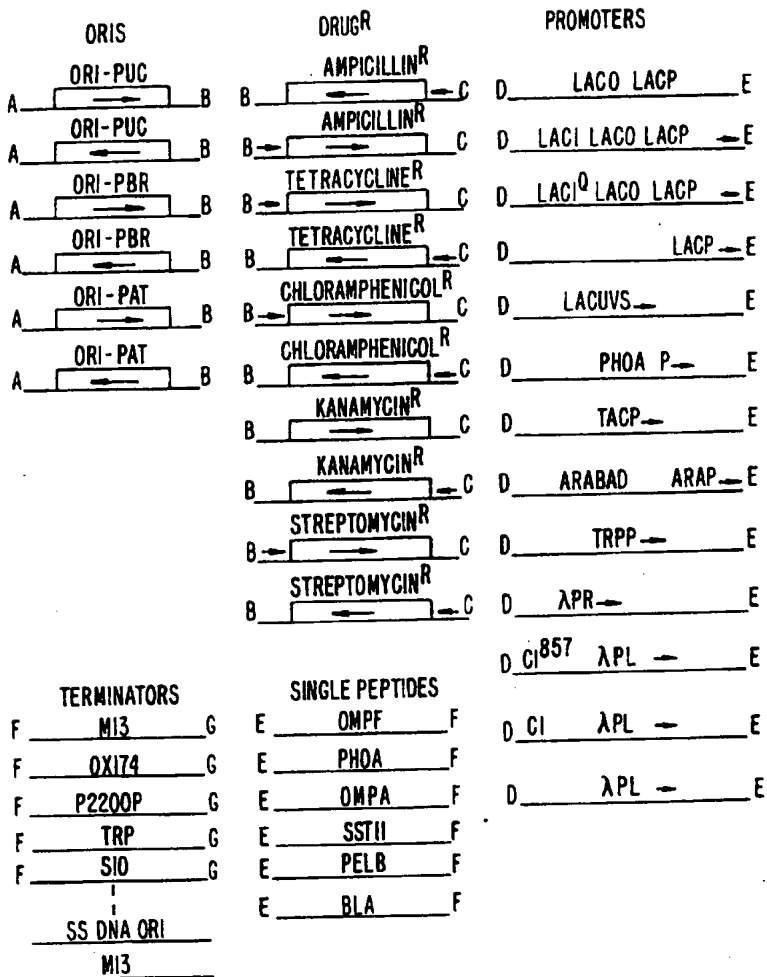 ORIS
ORI-PUC
A B
ORI-PUC
A B
ORI-PBR
A B
ORI-PBR
A B
ORI-PAT
A B
ORI-PAT
A B
DRUGR
AMPICILLINR
B C
AMPICILLINR
B C
TETRACYCLINER
B C
TETRACYCLINER
B C
CHLORAMPHENICOLR
B C
CHLORAMPHENICOLR
B C
KANAMYCINR
B C
KANAMYCINR
B C
STREPTOMYCINR
B C
STREPTOMYCINR
B C
PROMOTERS
D LACO LACP E
D LACI LACO LACP E
D LACIQ LACO LACP E
D LACP E
D LACUVS E
D PHOA P E
D TACP E
D ARABAD ARAP E
D TRPP E
D λPR E
D CI857 λPL E
D CI λPL E
D λPL E
TERMINATORS
F M13 G
F OX174 G
F P2200P G
F TRP G
F S10 G
SS DNA ORI
M13
SINGLE PEPTIDES
E OMPF F
E PHOA F
E OMPA F
E SSTII F
E PELB F
E BLA F